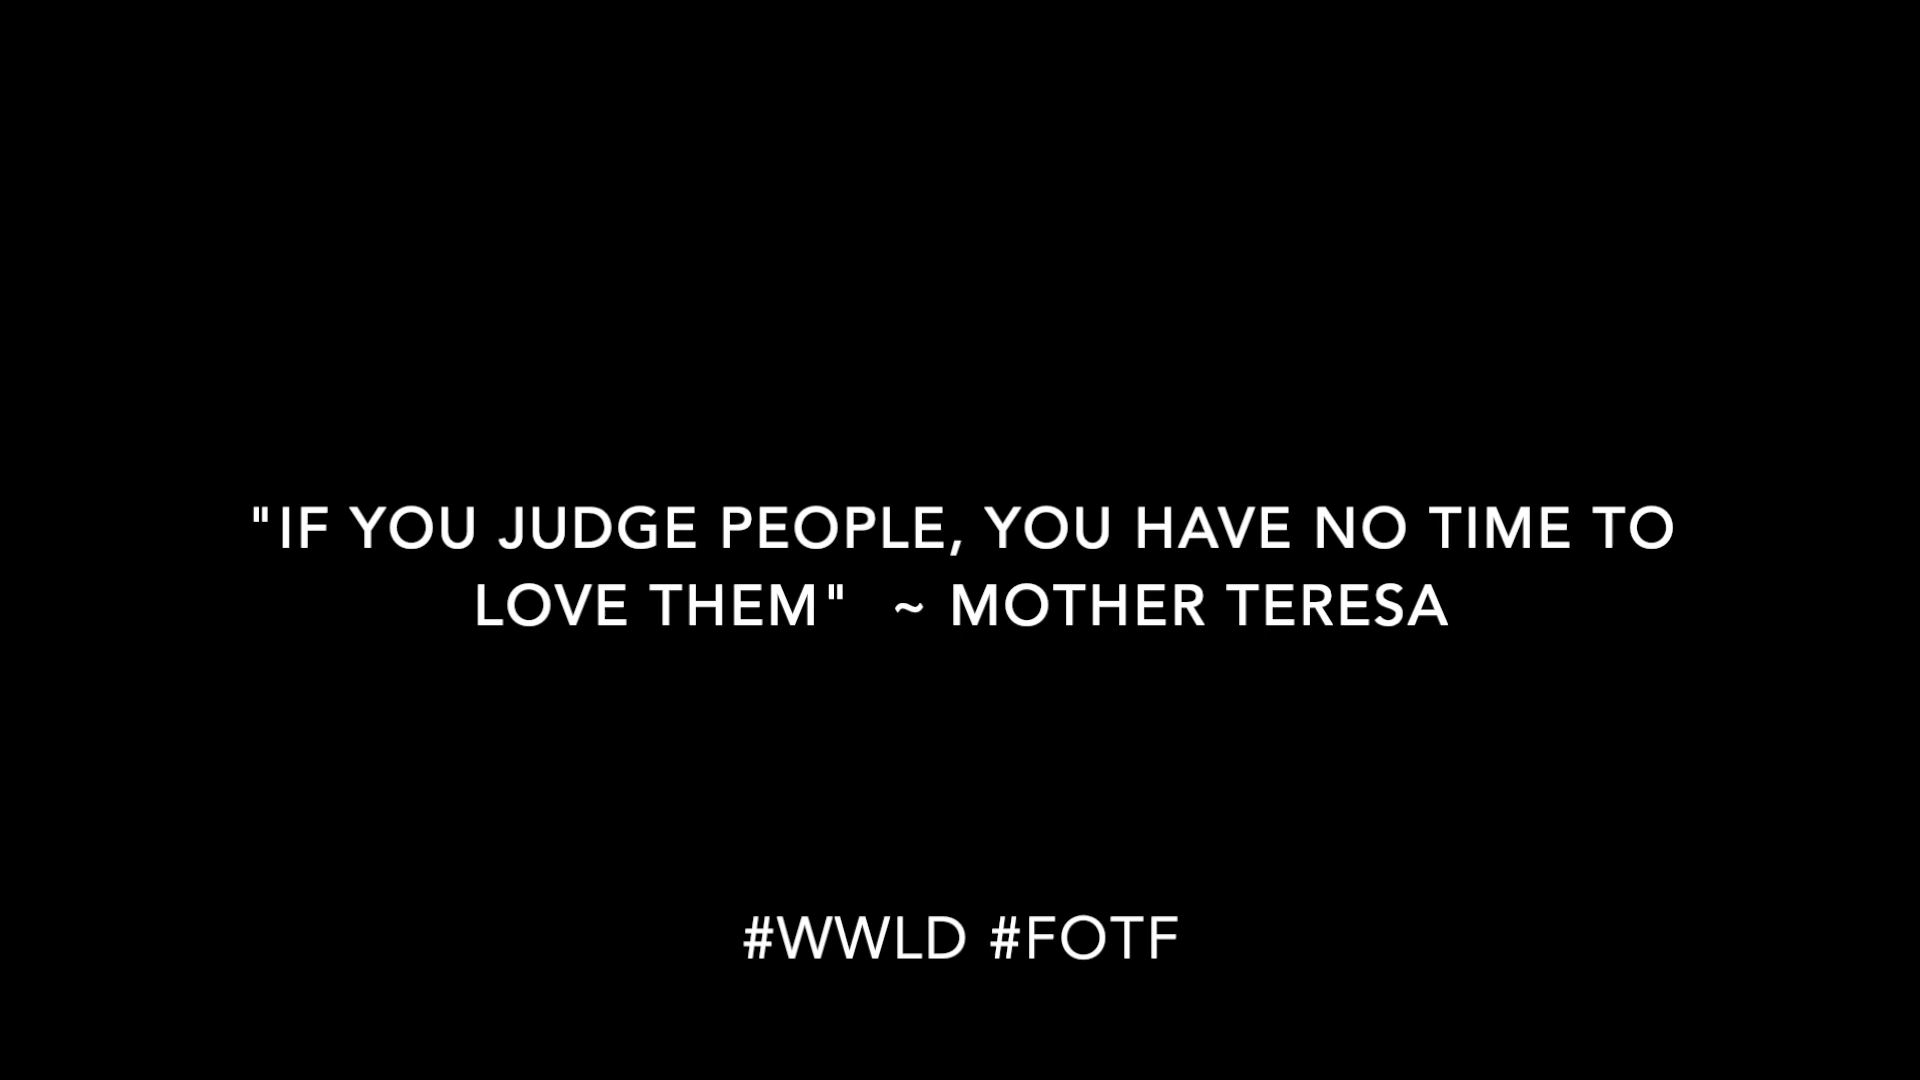 "IF YOU JUDGE PEOPLE, YOU HAVE NO TIME TO
LOVE THEM"  ~ MOTHER TERESA
#WWLD #FOTF